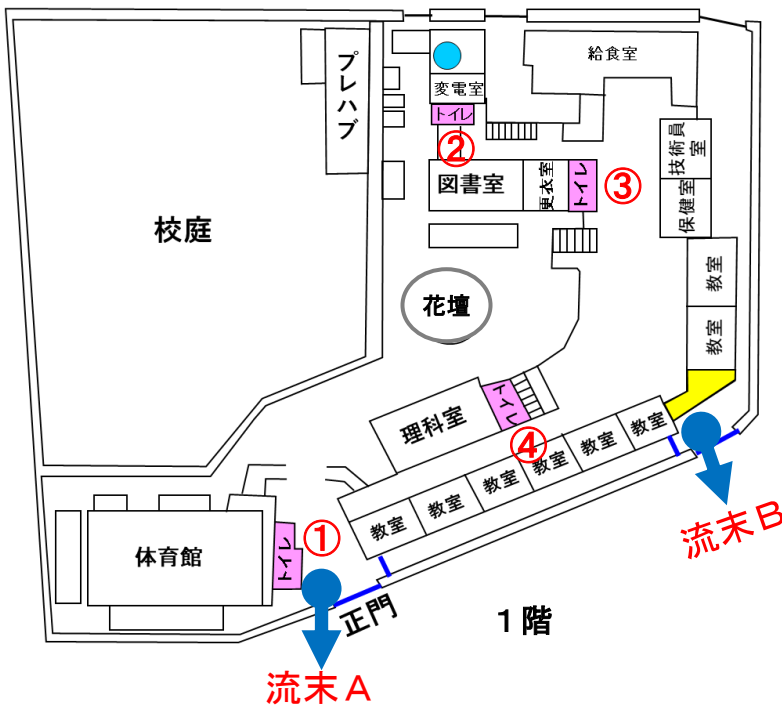 プレハブ
給食室
変電室
トイレ
②
技術員室
図書室
更衣室
トイレ
③
保健室
校庭
教室
花壇
教室
トイレ
理科室
④
教室
教室
教室
教室
教室
教室
流末B
体育館
トイレ
①
正門
1階
流末A